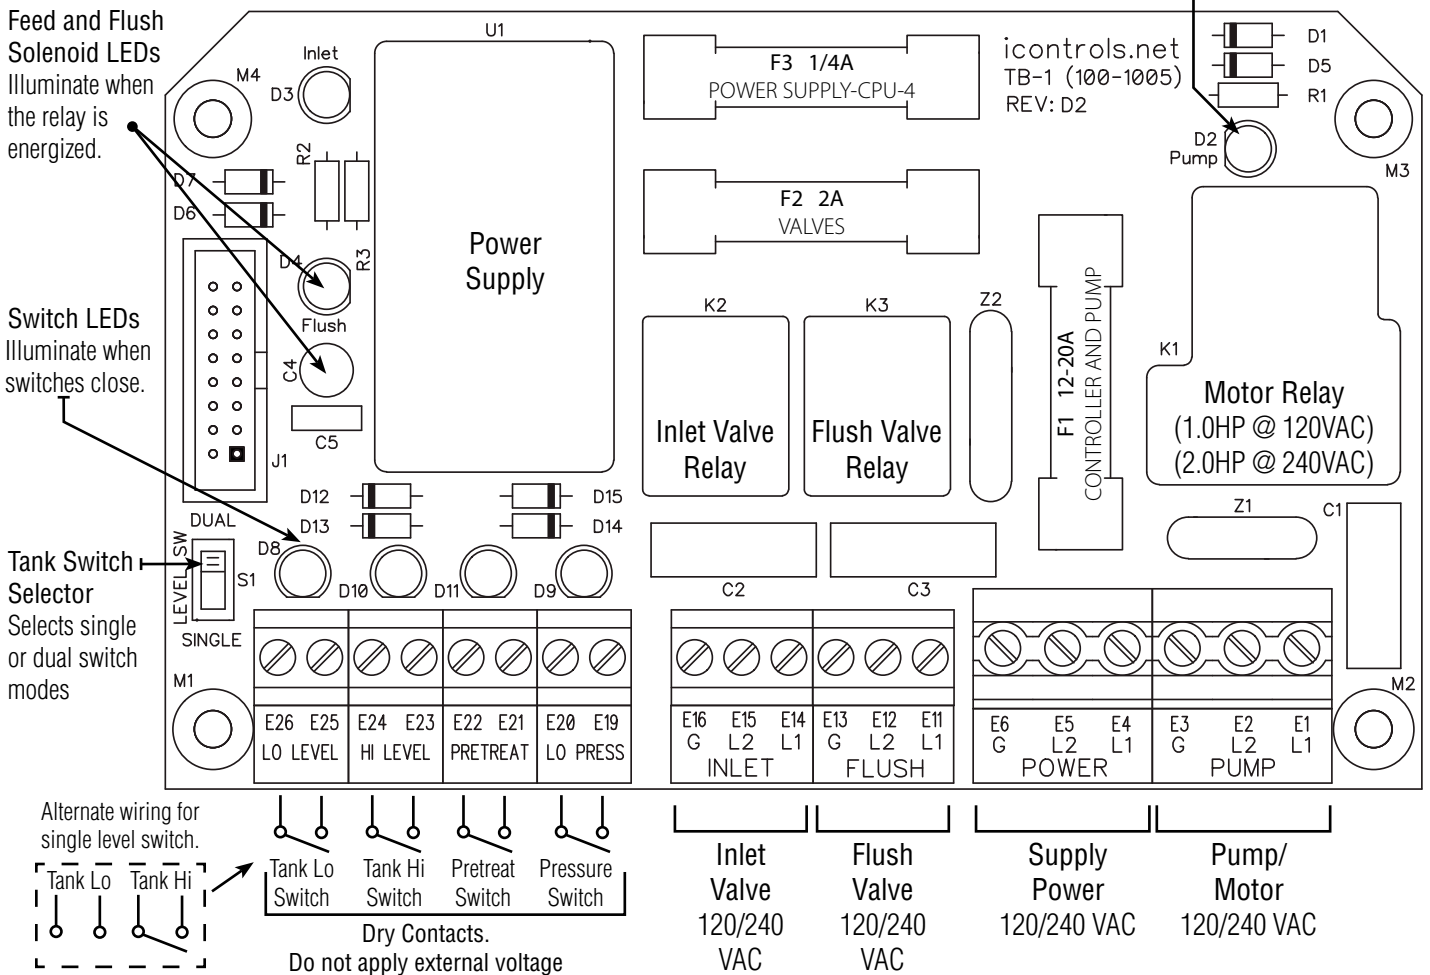 Feed and Flush
Solenoid LEDs
Illuminate when
the relay is
energized.
Switch LEDs
Illuminate when
switches close.
Tank Switch
Selector
Selects single
or dual switch
modes
M4
Inlet
D3
R2
D7
D6
R3
D4
Flush
C4
C5
J1
U1
Power
Supply
F3 1/4A
POWER SUPPLY-CPU-4
F2 2A
VALVES
icontrols.net
TB-1 (100-1005)
REV: D2
D1
D5
R1
D2
Pump
M3
K2
Inlet Valve
Relay
K3
Flush Valve
Relay
Z2
F1 12-20A
CONTROLLER AND PUMP
K1
Motor Relay
(1.0HP @ 120VAC)
(2.0HP @ 240VAC)
Z1
C1
D12
D13
D15
D14
DUAL
LEVEL SW
S1
SINGLE
D8
D10
D11
D9
C2
C3
M1
M2
E26 E25
LO LEVEL
E24 E23
HI LEVEL
E22 E21
PRETREAT
E20 E19
LO PRESS
E16 E15 E14
G L2 L1
INLET
E13 E12 E11
G L2 L1
FLUSH
E6 E5 E4
G L2 L1
POWER
E3 E2 E1
G L2 L1
PUMP
Alternate wiring for
single level switch.
Tank Lo Tank Hi
Tank Lo
Switch
Tank Hi
Switch
Pretreat
Switch
Pressure
Switch
Dry Contacts.
Do not apply external voltage
Inlet
Valve
120/240
VAC
Flush
Valve
120/240
VAC
Supply
Power
120/240 VAC
Pump/
Motor
120/240 VAC